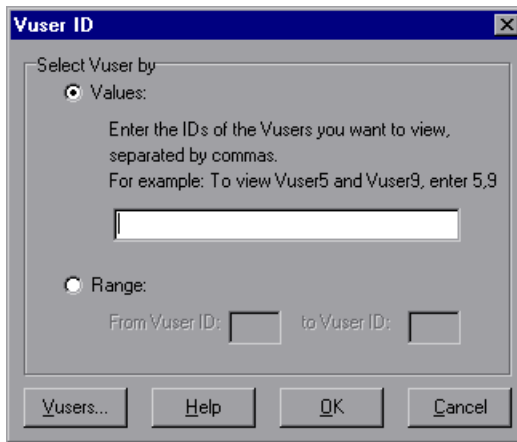 Vuser ID
Select Vuser by
Values:
Enter the IDs of the Vusers you want to view,
separated by commas.
For example: To view Vuser5 and Vuser9, enter 5,9
Range:
From Vuser ID: to Vuser ID:
Vusers... Help OK Cancel